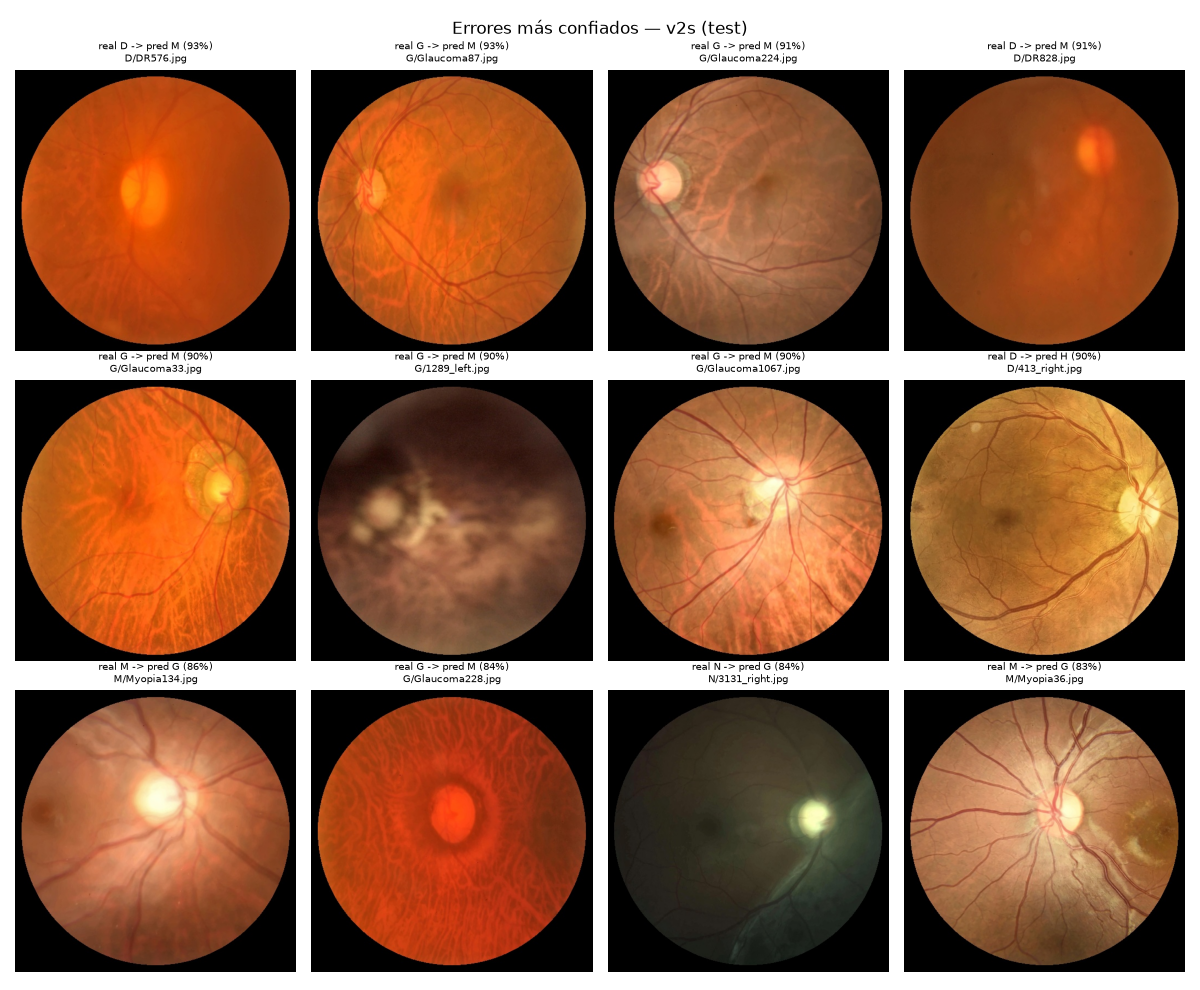 Errores más confiados — v2s (test)
real D -> pred M (93%)
D/DR576.jpg
real G -> pred M (93%)
G/Glaucoma87.jpg
real G -> pred M (91%)
G/Glaucoma224.jpg
real D -> pred M (91%)
D/DR828.jpg
real G -> pred M (90%)
G/Glaucoma33.jpg
real G -> pred M (90%)
G/1289_left.jpg
real G -> pred M (90%)
G/Glaucoma1067.jpg
real D -> pred H (90%)
D/413_right.jpg
real M -> pred G (86%)
M/Myopia134.jpg
real G -> pred M (84%)
G/Glaucoma228.jpg
real N -> pred G (84%)
N/3131_right.jpg
real M -> pred G (83%)
M/Myopia36.jpg